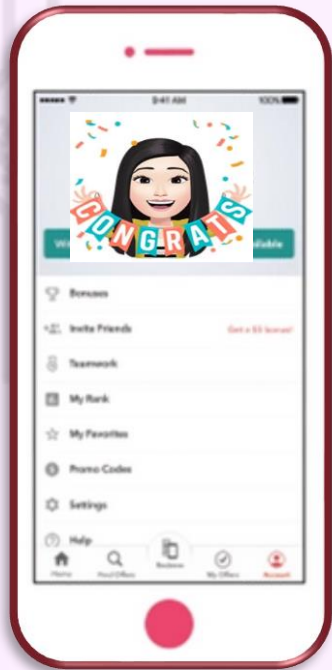 9:41 AM 100%
CONGRATS
Bonuses
Invite Friends Get a $5 bonus!
Teamwork
My Rank
My Favorites
Promo Codes
Settings
Help
Home Find Offers Redeem My Offers Account